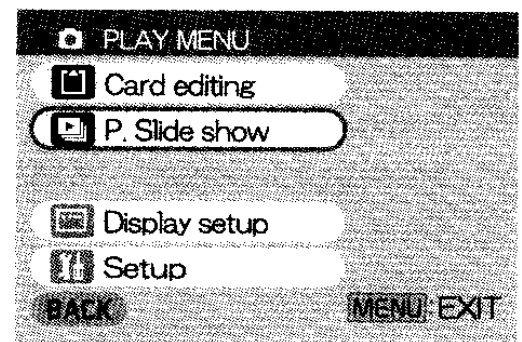 PLAY MENU
Card editing
P. Slide show
Display setup
Setup
BACK MENU EXIT